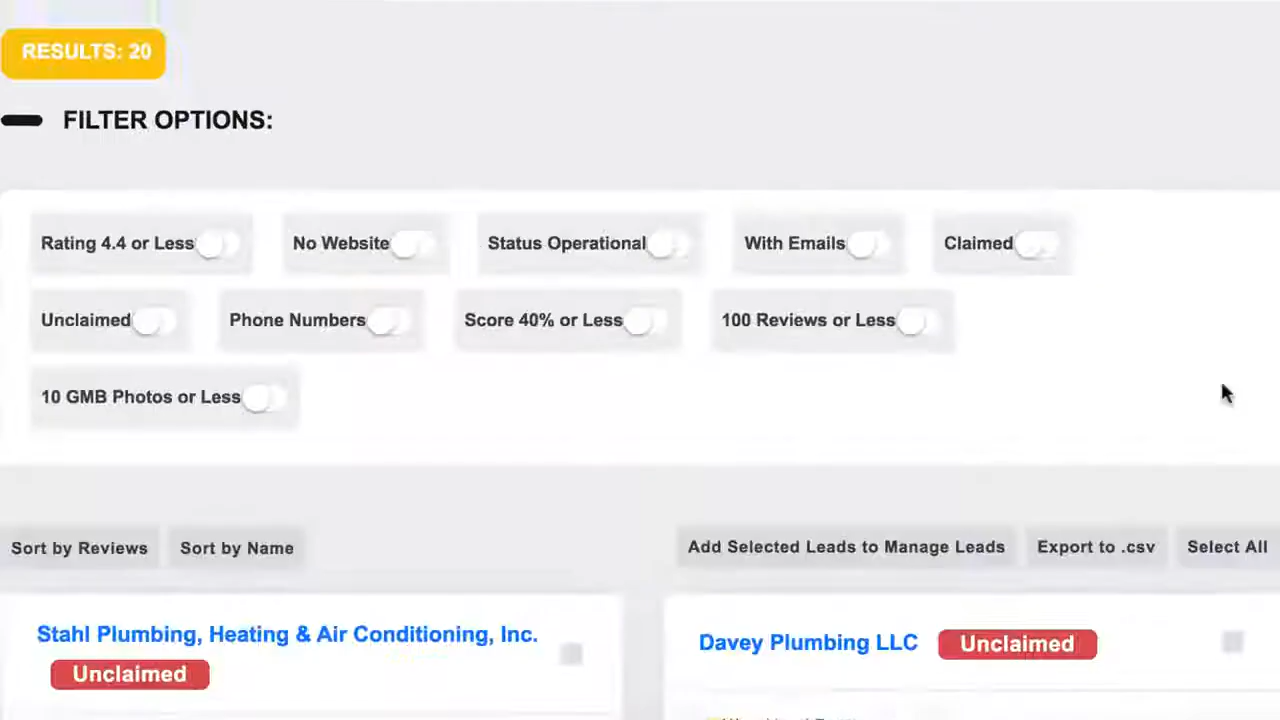 RESULTS: 20
FILTER OPTIONS:
Rating 4.4 or Less No Website Status Operational With Emails Claimed
Unclaimed Phone Numbers Score 40% or Less 100 Reviews or Less
10 GMB Photos or Less
Sort by Reviews Sort by Name Add Selected Leads to Manage Leads Export to .csv Select All
Stahl Plumbing, Heating & Air Conditioning, Inc.
Unclaimed
Davey Plumbing LLC Unclaimed